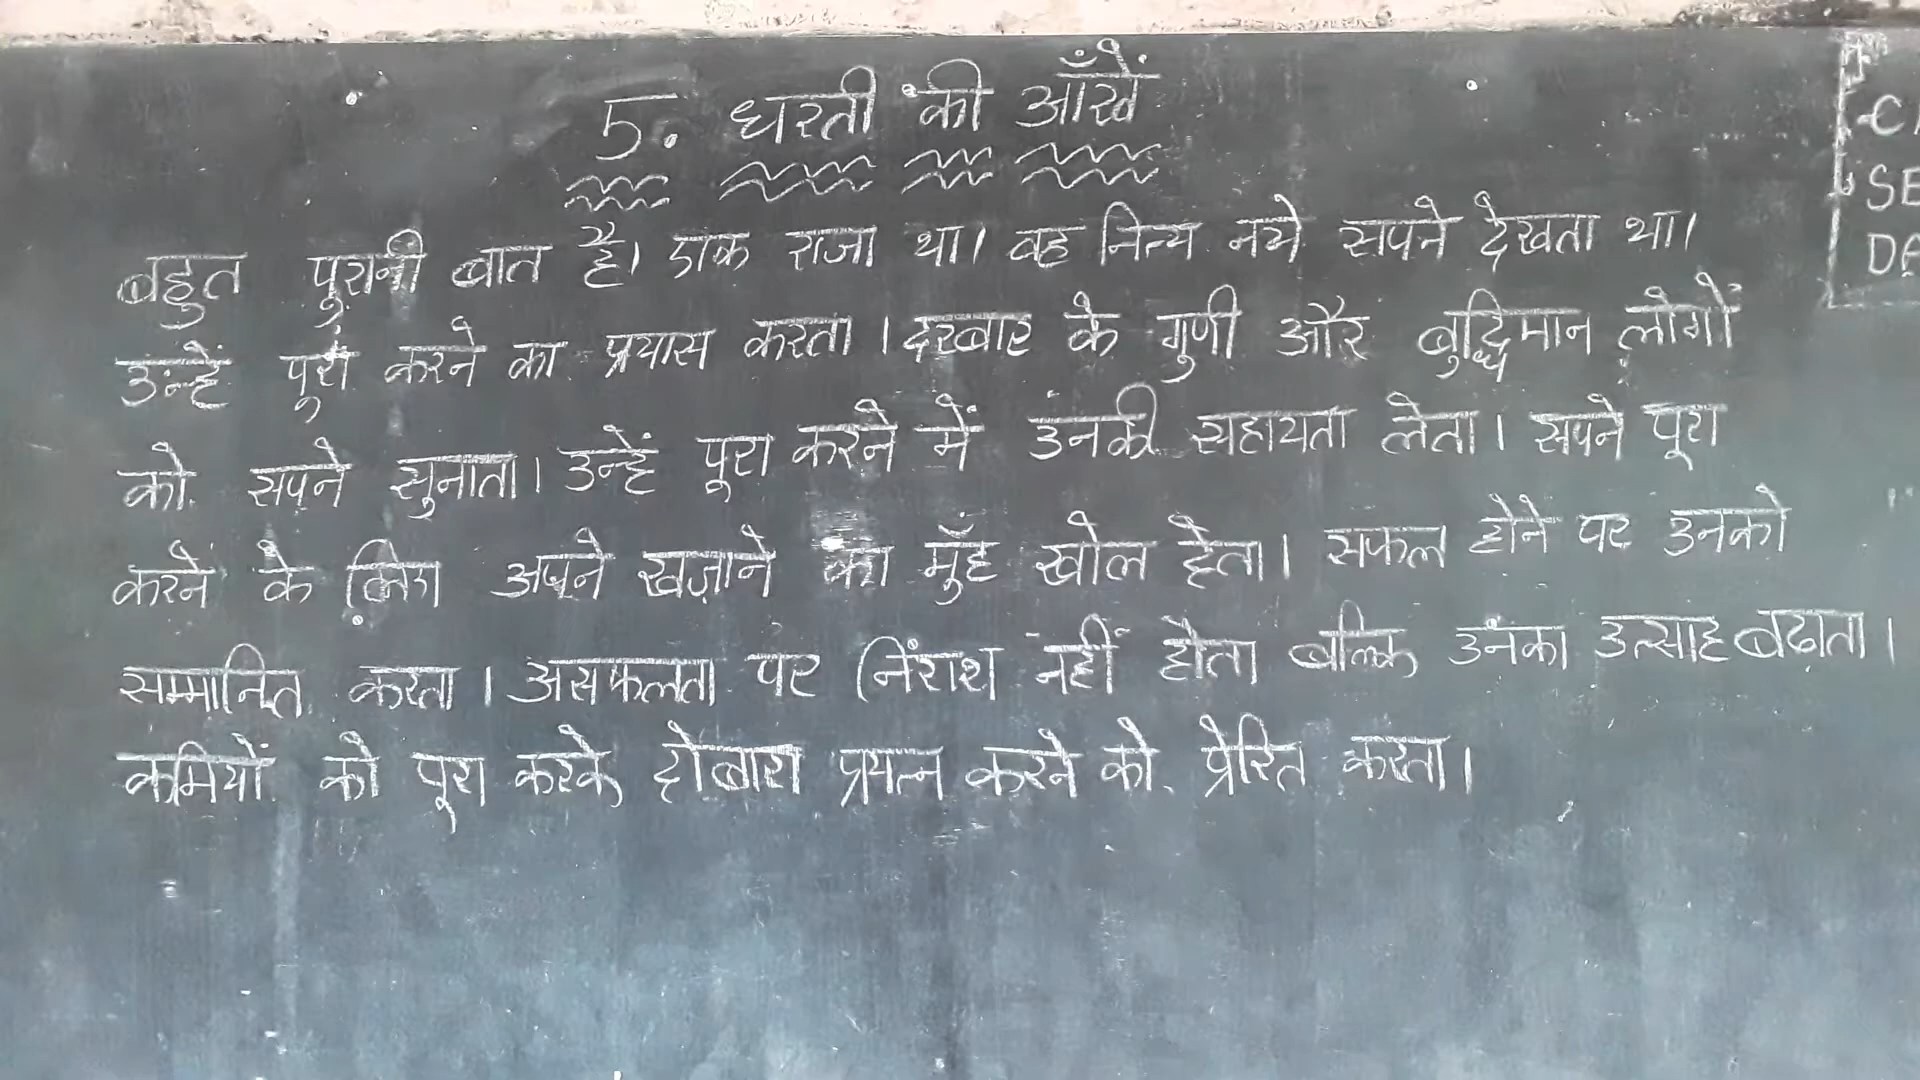 5. धरती की आँखें
बहुत पुरानी बात है। एक राजा था। वह नित्य नये सपने देखता था।
उन्हें पूरा करने का प्रयास करता। दरबार के गुणी और बुद्धिमान लोगों
को सपने सुनाता। उन्हें पूरा करने में उनकी सहायता लेता। सपने पूरा
करने के लिए अपने खज़ाने का मुँह खोल देता। सफल होने पर उनको
सम्मानित करता। असफलता पर निराश नहीं होता बल्कि उनका उत्साह बढाता।
कमियों को पूरा करके दोबारा प्रयत्न करने को प्रेरित करता।